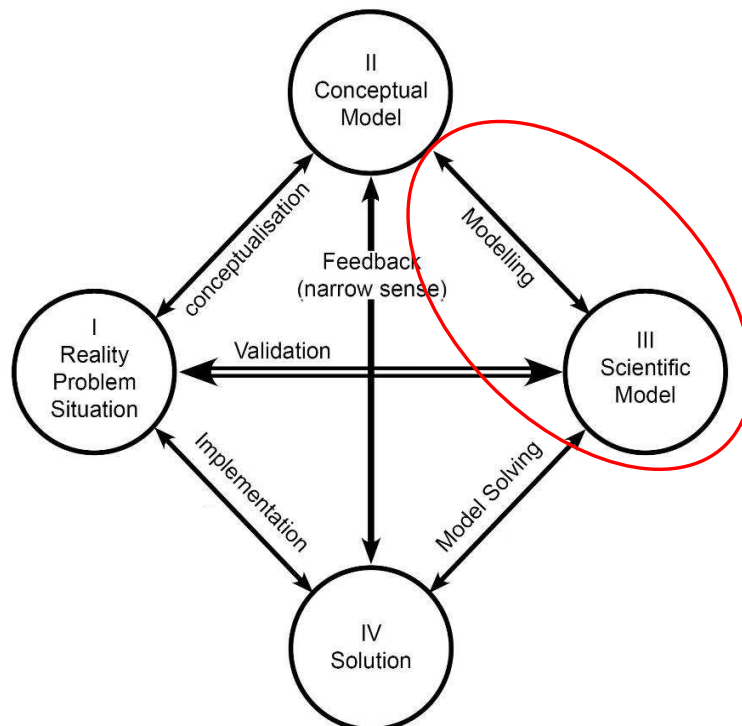 II
Conceptual
Model
conceptualisation
Modelling
Feedback
(narrow sense)
I
Reality
Problem
Situation
Validation
III
Scientific
Model
Implementation
Model Solving
IV
Solution